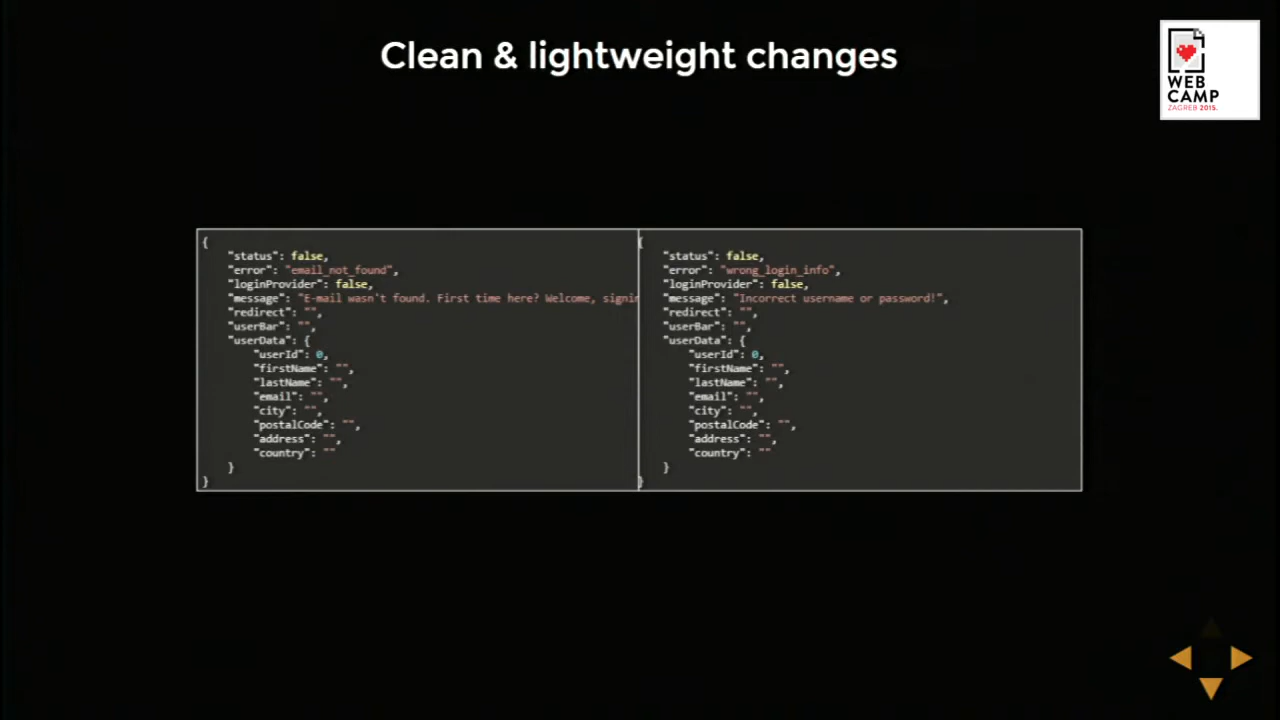 Clean & lightweight changes
WEB
CAMP
ZAGREB 2015.
{
"status": false,
"error": "email_not_found",
"loginProvider": false,
"message": "E-mail wasn't found. First time here? Welcome, signin
"redirect": "",
"userBar": "",
"userData": {
"userId": 0,
"firstName": "",
"lastName": "",
"email": "",
"city": "",
"postalCode": "",
"address": "",
"country": ""
}
}
{
"status": false,
"error": "wrong_login_info",
"loginProvider": false,
"message": "Incorrect username or password!",
"redirect": "",
"userBar": "",
"userData": {
"userId": 0,
"firstName": "",
"lastName": "",
"email": "",
"city": "",
"postalCode": "",
"address": "",
"country": ""
}
}